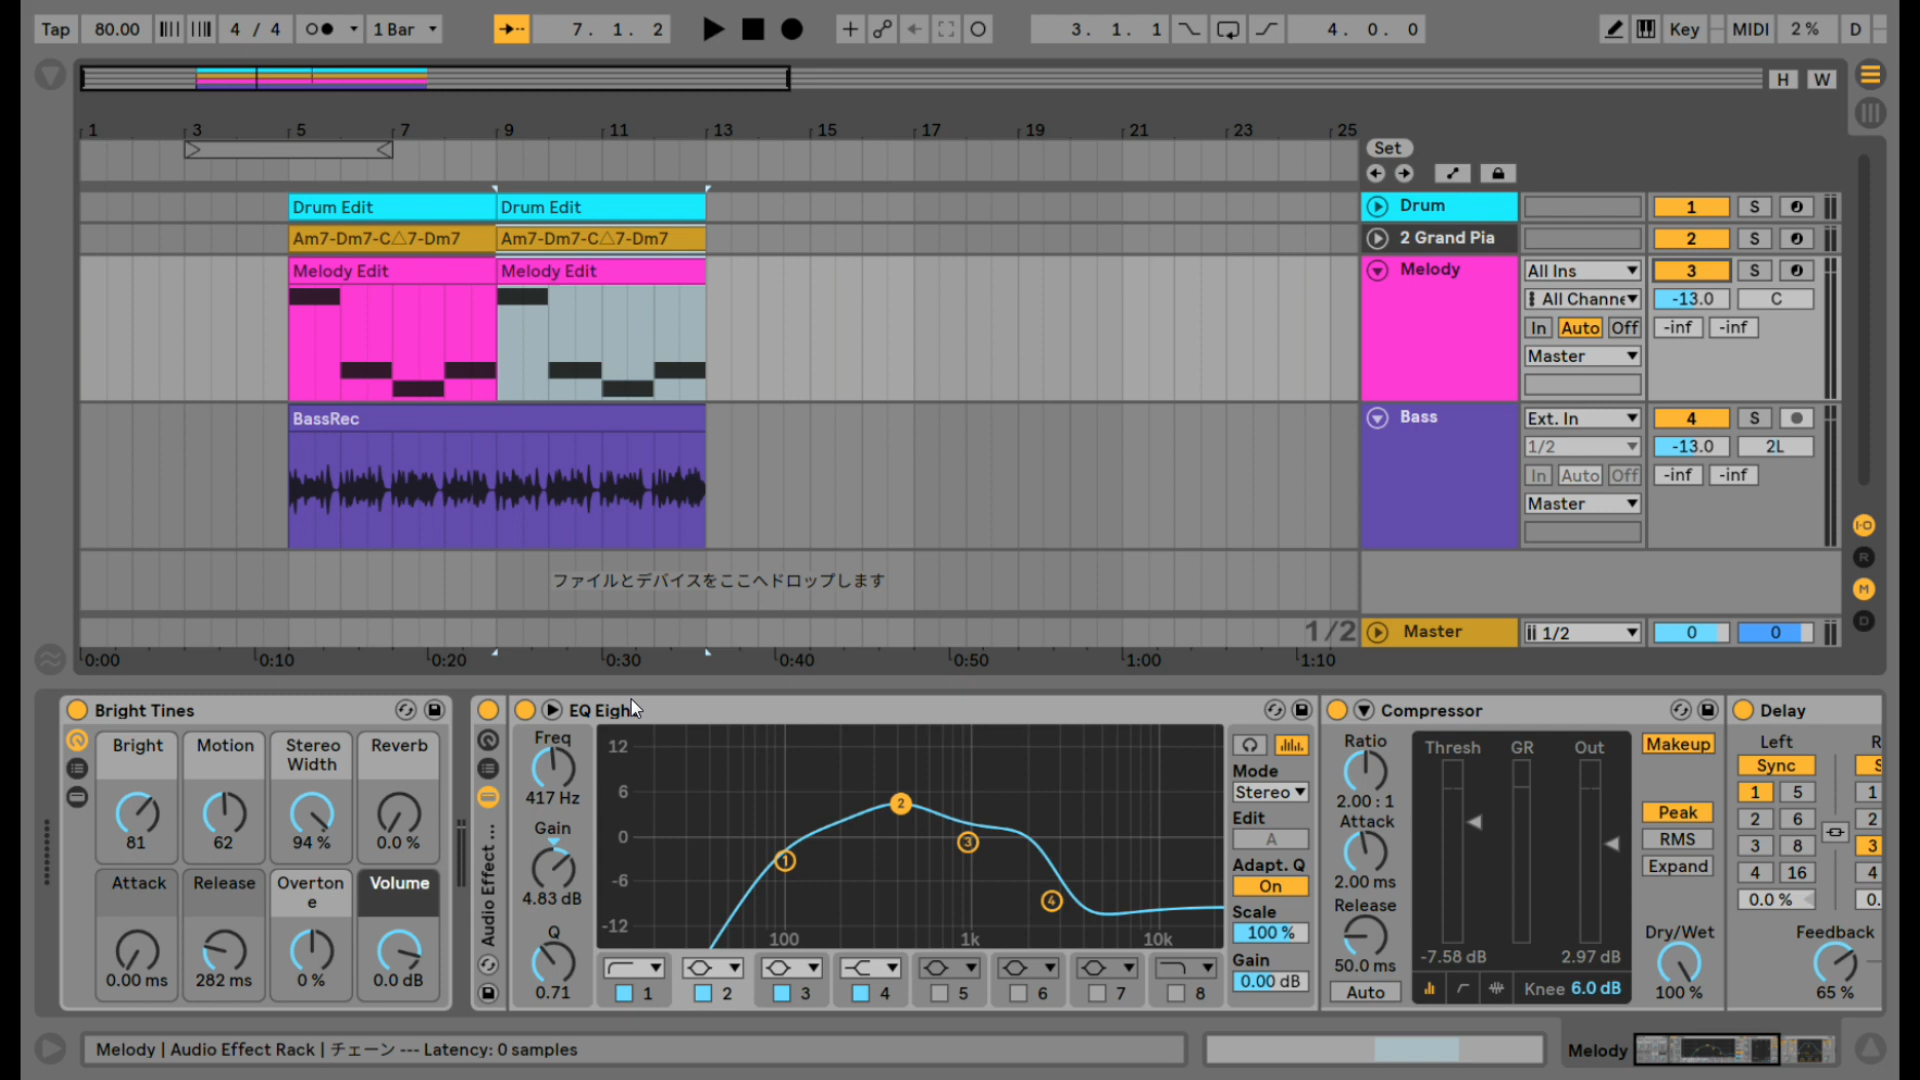 Tap 80.00 4 / 4 1 Bar 7. 1. 2 3. 1. 1 4. 0. 0 Key MIDI 2 % D
H W
1 3 5 7 9 11 13 15 17 19 21 23 25
Set
Drum Edit Drum Edit Drum 1 S
Am7-Dm7-C△7-Dm7 Am7-Dm7-C△7-Dm7 2 Grand Pia 2 S
Melody Edit Melody Edit Melody All Ins 3 S
All Channe -13.0 C
In Auto Off -inf -inf
Master
BassRec Bass Ext. In 4 S
1/2 -13.0 2L
In Auto Off -inf -inf
Master
I-O
R
M
D
ファイルとデバイスをここへドロップします
1/2 Master 1/2 0 0
0:00 0:10 0:20 0:30 0:40 0:50 1:00 1:10
Bright Tines
Bright Motion Stereo Width Reverb
81 62 94 % 0.0 %
Attack Release Overtone Volume
0.00 ms 282 ms 0 % 0.0 dB
Audio Effect ...
EQ Eigh
Freq
417 Hz
Gain
4.83 dB
Q
0.71
12
6
0
-6
-12
100 1k 10k
1 2 3 4
1 2 3 4 5 6 7 8
Mode
Stereo
Edit
A
Adapt. Q
On
Scale
100 %
Gain
0.00 dB
Compressor
Ratio
2.00 : 1
Attack
2.00 ms
Release
50.0 ms
Auto
Thresh GR Out
-7.58 dB 2.97 dB
Knee 6.0 dB
Makeup
Peak
RMS
Expand
Dry/Wet
100 %
Delay
Left R
Sync S
1 5 1
2 6 2
3 8 3
4 16 4
0.0 % 0.
Feedback
65 %
Melody | Audio Effect Rack | チェーン --- Latency: 0 samples
Melody